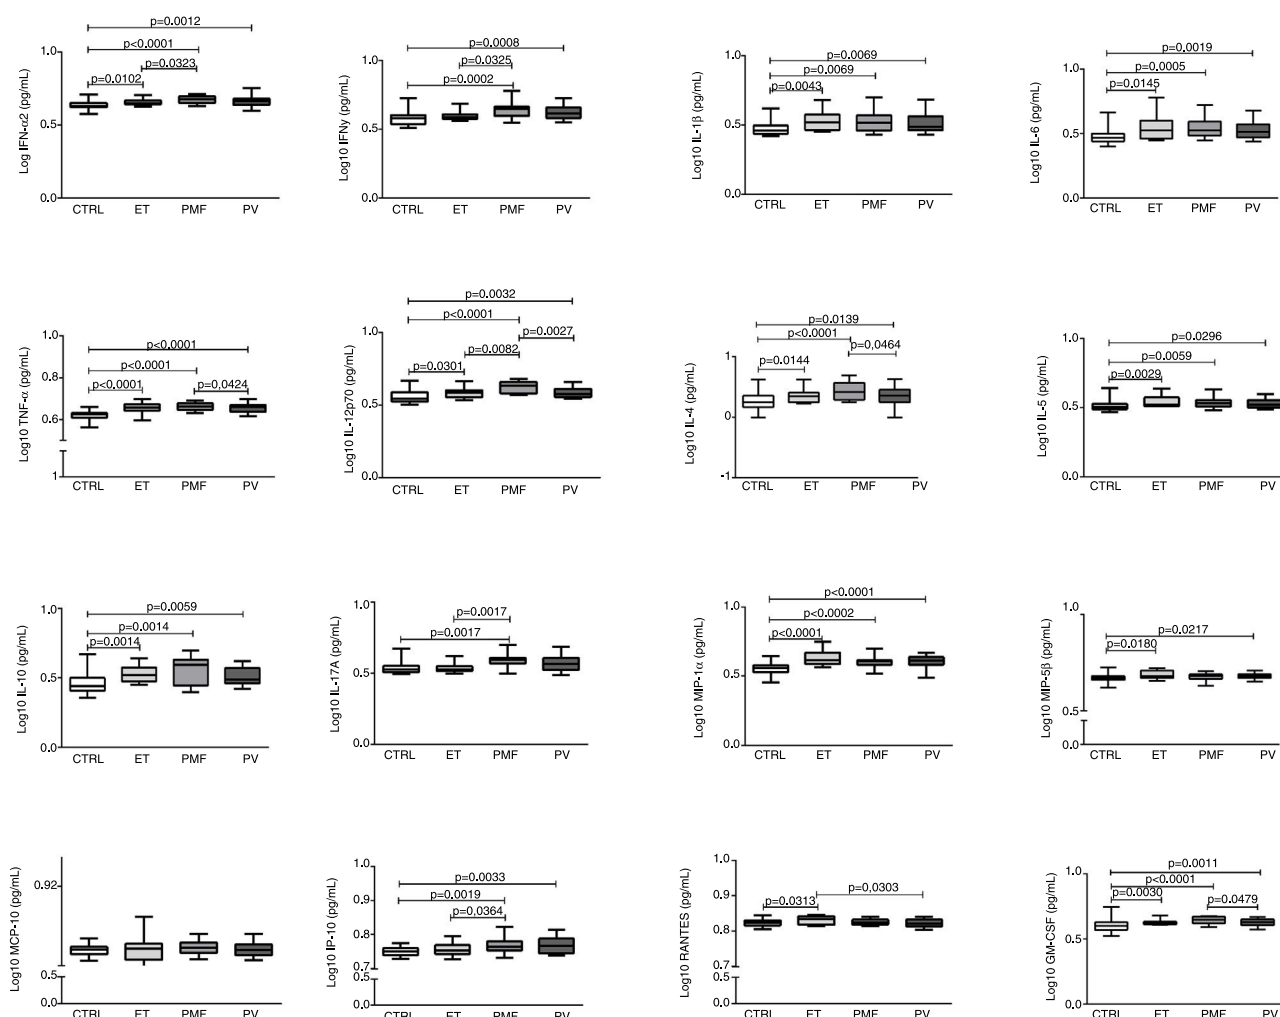 p=0.0012
p<0.0001
p=0.0102
p=0.0323
1.0
0.5
0.0
Log IFN-α2 (pg/mL)
CTRL ET PMF PV
p=0.0008
p=0.0325
p=0.0002
1.0
0.5
0.0
Log10 IFNy (pg/mL)
CTRL ET PMF PV
p=0.0069
p=0.0069
p=0.0043
1.0
0.5
0.0
Log10 IL-1β (pg/mL)
CTRL ET PMF PV
p=0.0019
p=0.0005
p=0.0145
1.0
0.5
0.0
Log10 IL-6 (pg/mL)
CTRL ET PMF PV
p<0.0001
p<0.0001
p<0.0001
p=0,0424
1.0
0.8
0.6
1
Log10 TNF-α (pg/mL)
CTRL ET PMF PV
p=0.0032
p<0.0001
p=0.0027
p=0.0082
p=0.0301
1.0
0.5
0.0
Log10 IL-12p70 (pg/mL)
CTRL ET PMF PV
p=0.0139
p<0.0001
p=0,0464
p=0.0144
1
0
-1
Log10 IL-4 (pg/mL)
CTRL ET PMF PV
p=0.0296
p=0.0059
p=0.0029
1.0
0.5
0.0
Log10 IL-5 (pg/mL)
CTRL ET PMF PV
p=0.0059
p=0.0014
p=0.0014
1.0
0.5
0.0
Log10 IL-10 (pg/mL)
CTRL ET PMF PV
p=0.0017
p=0.0017
1.0
0.5
0.0
Log10 IL-17A (pg/mL)
CTRL ET PMF PV
p<0.0001
p<0.0002
p<0.0001
1.0
0.5
0.0
Log10 MIP-1α (pg/mL)
CTRL ET PMF PV
p=0.0217
p=0.0180
1.0
0.5
0.0
Log10 MIP-5β (pg/mL)
CTRL ET PMF PV
0.92
0.5
0.0
Log10 MCP-10 (pg/mL)
CTRL ET PMF PV
p=0.0033
p=0.0019
p=0,0364
1.0
0.9
0.8
0.7
0.5
0.0
Log10 IP-10 (pg/mL)
CTRL ET PMF PV
p=0,0303
p=0.0313
1.0
0.9
0.8
0.7
0.5
0.0
Log10 RANTES (pg/mL)
CTRL ET PMF PV
p=0.0011
p<0.0001
p=0.0030
p=0.0479
1.0
0.5
0.0
Log10 GM-CSF (pg/mL)
CTRL ET PMF PV